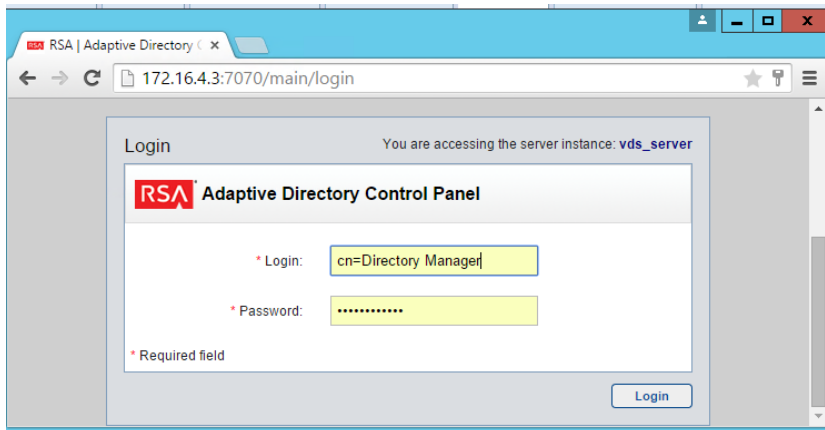 RSA | Adaptive Directory C
172.16.4.3:7070/main/login
Login
You are accessing the server instance: vds_server
RSA Adaptive Directory Control Panel
* Login: cn=Directory Manager
* Password: ••••••••••••
* Required field
Login